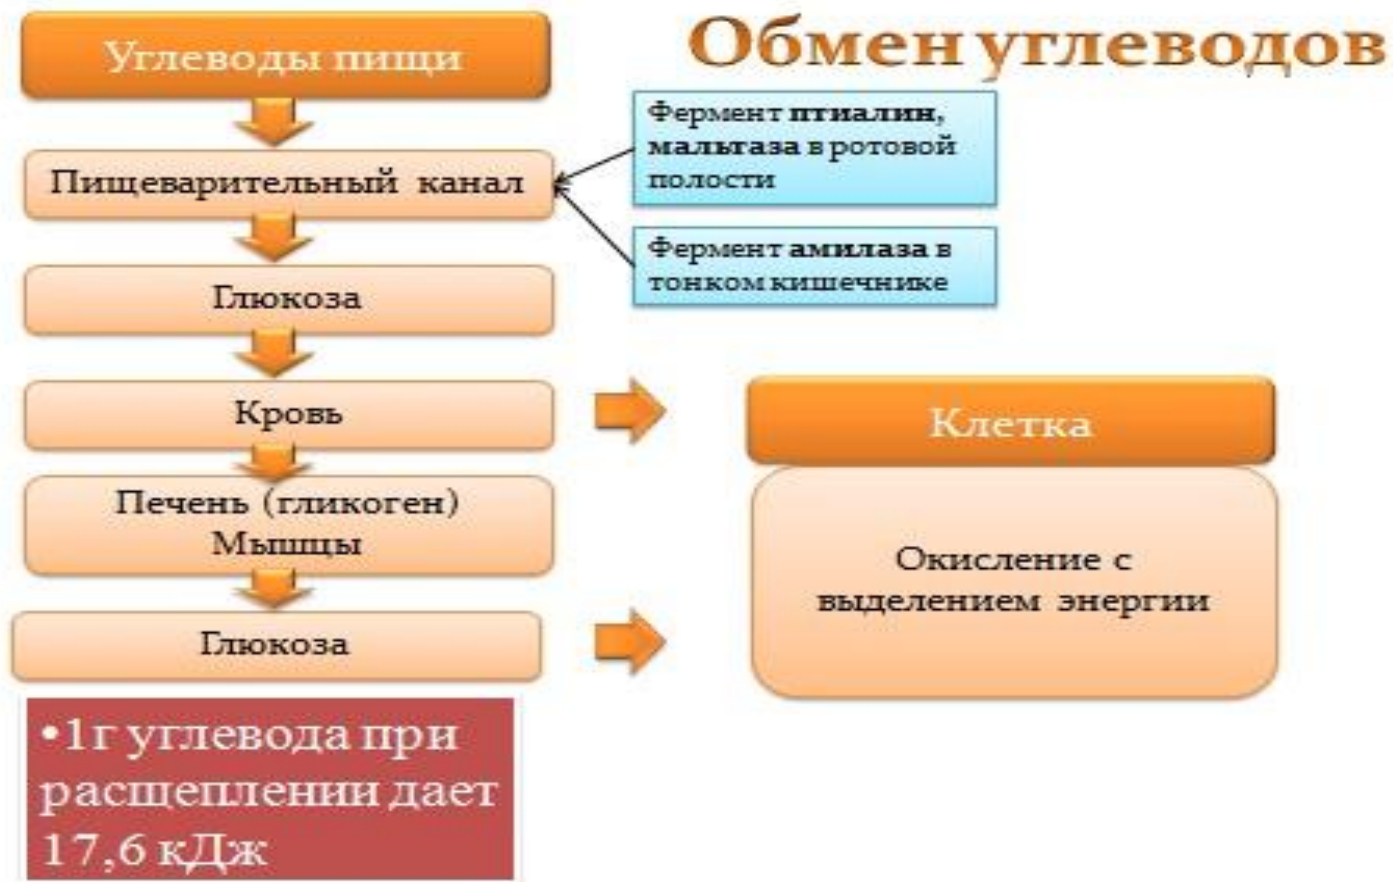 Обмен углеводов
Углеводы пищи
Пищеварительный канал
Фермент птиалин,
мальтаза в ротовой
полости
Фермент амилаза в
тонком кишечнике
Глюкоза
Кровь
Печень (гликоген)
Мышцы
Глюкоза
Клетка
Окисление с
выделением энергии
•1г углевода при
расщеплении дает
17,6 кДж